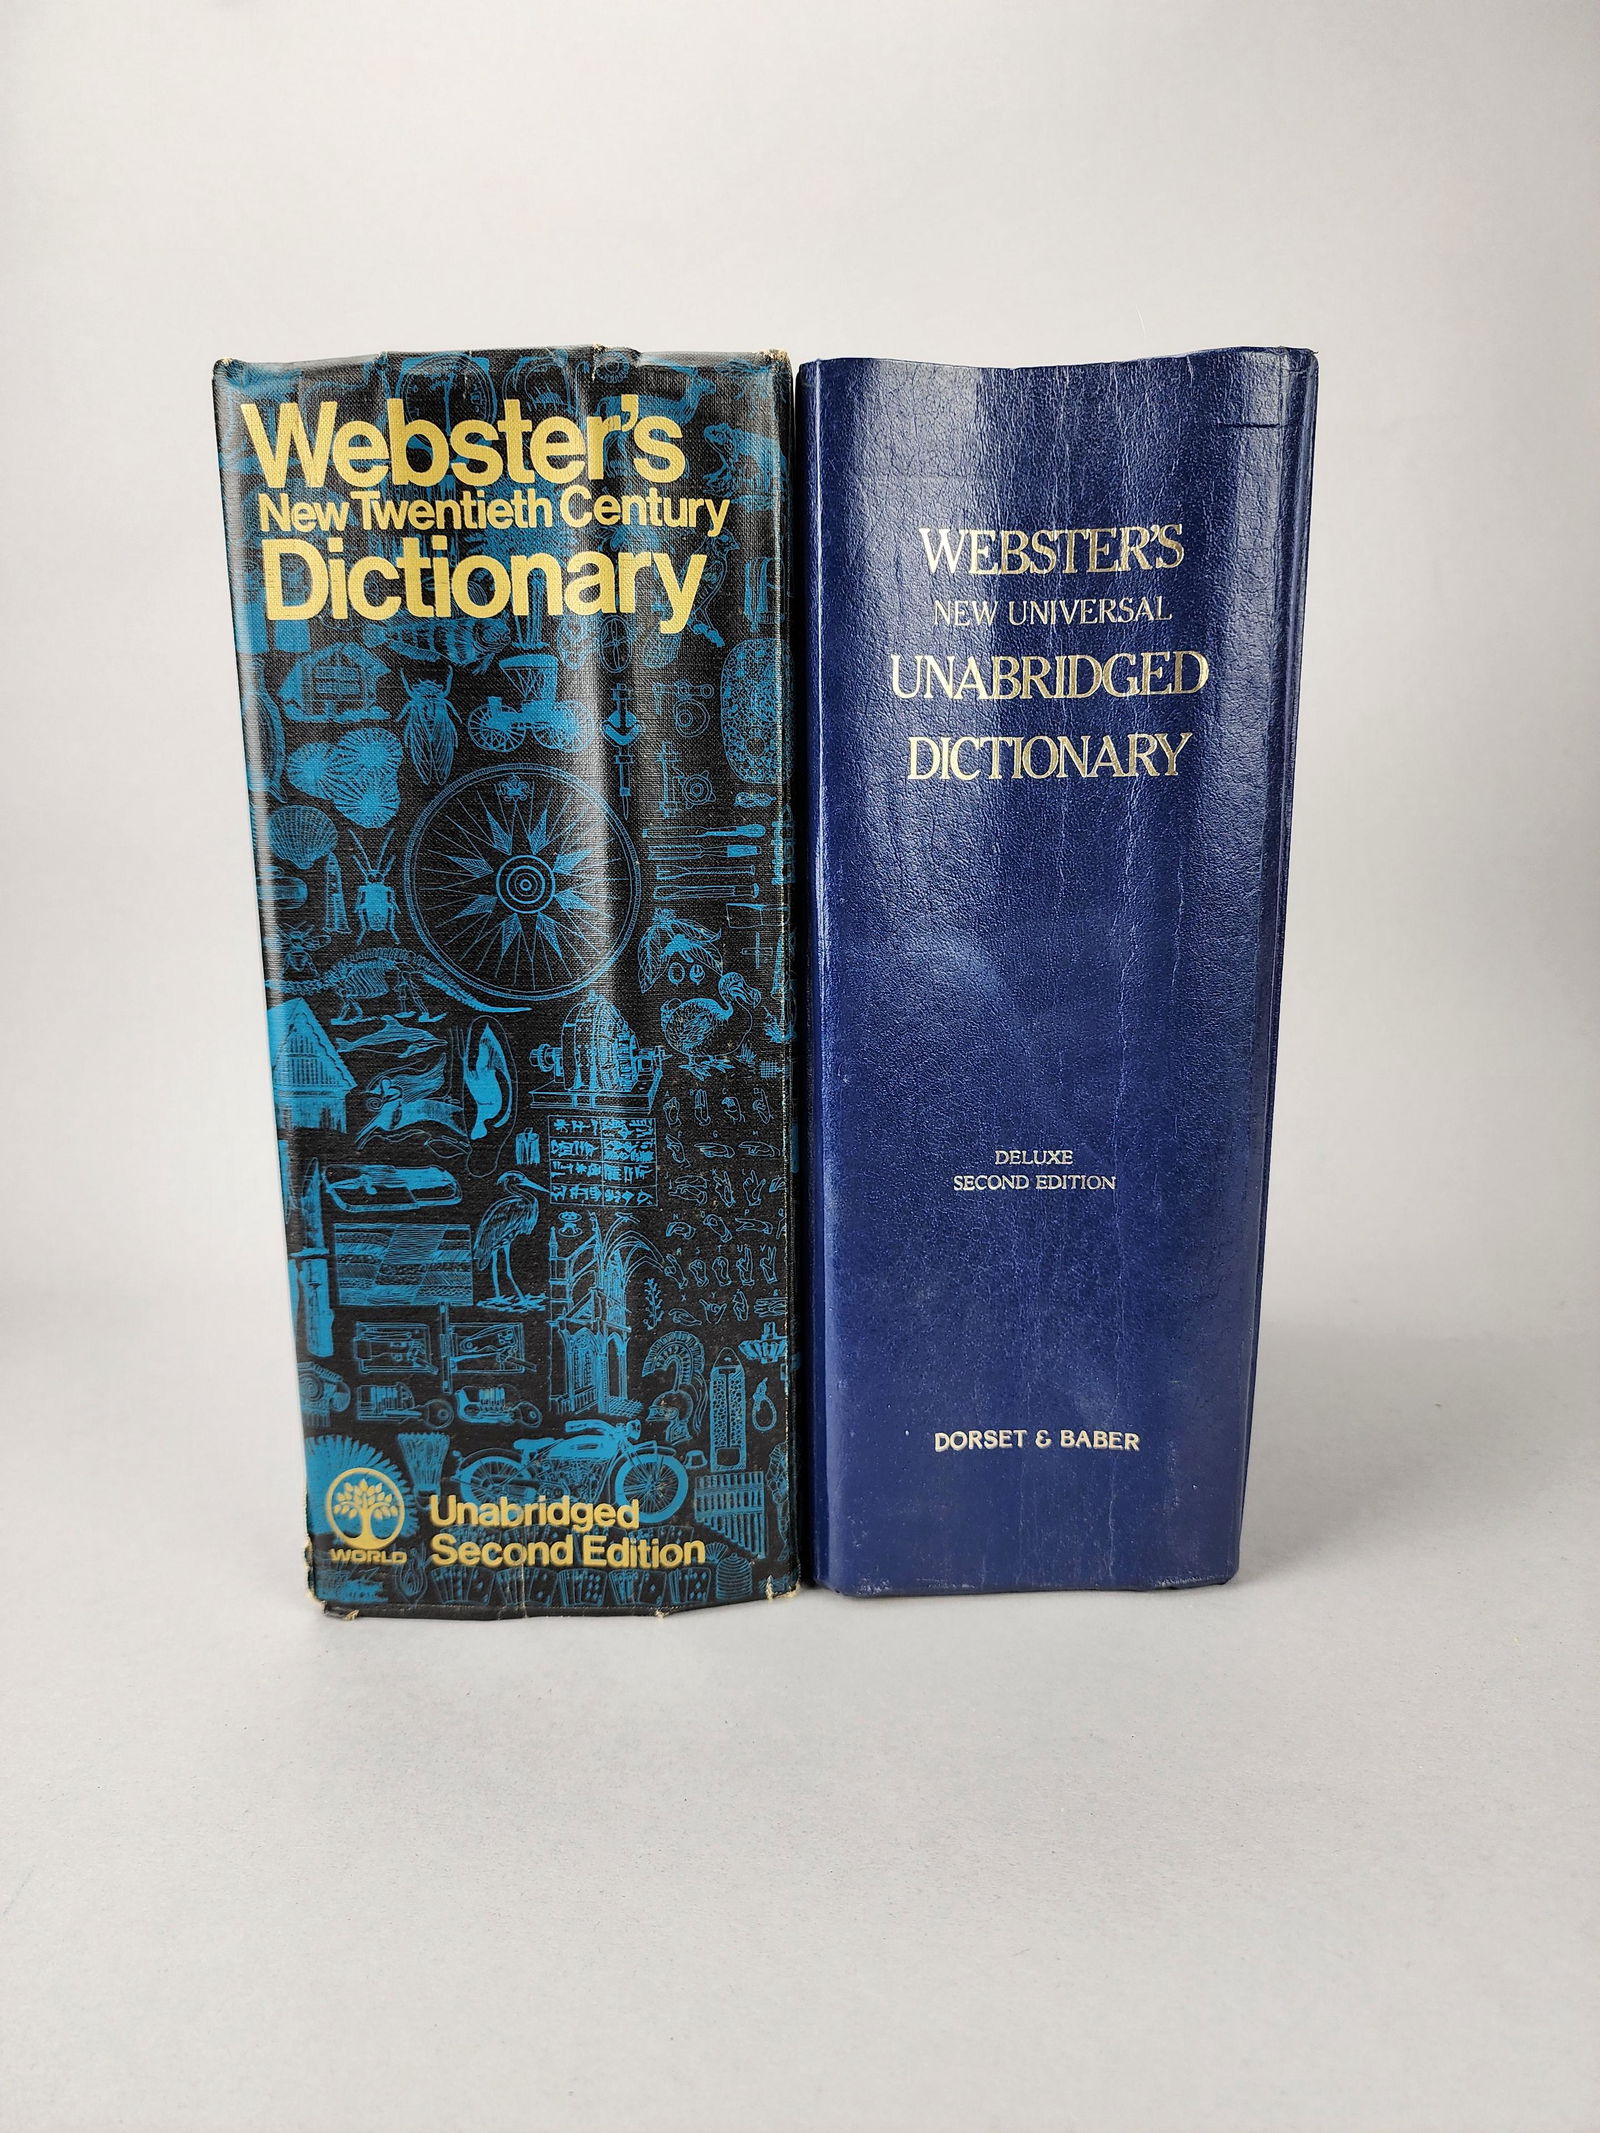 Webster's
New Twentieth Century
Dictionary
WORLD
Unabridged
Second Edition
WEBSTER'S
NEW UNIVERSAL
UNABRIDGED
DICTIONARY
DELUXE
SECOND EDITION
DORSET & BABER